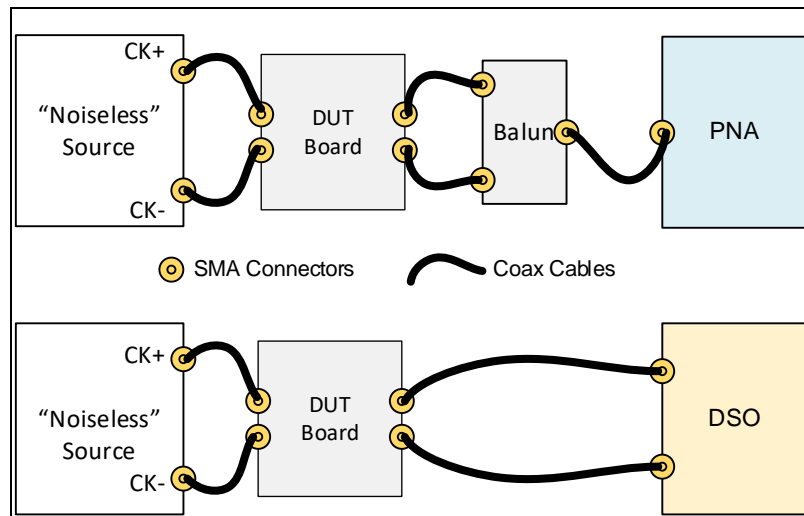 CK+
“Noiseless”
Source
CK-
DUT
Board
Balun
PNA
SMA Connectors
Coax Cables
CK+
“Noiseless”
Source
CK-
DUT
Board
DSO